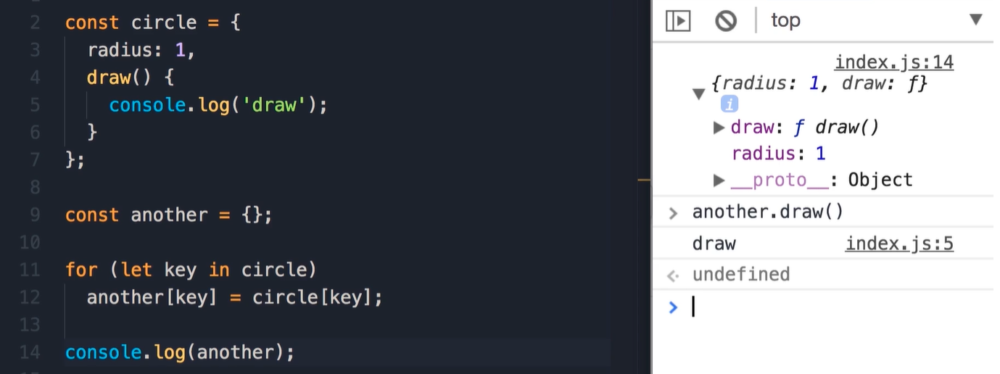 2 const circle = {
3 radius: 1,
4 draw() {
5 console.log('draw');
6 }
7 };
8
9 const another = {};
10
11 for (let key in circle)
12 another[key] = circle[key];
13
14 console.log(another);
top
index.js:14
{radius: 1, draw: ƒ}
i
draw: ƒ draw()
radius: 1
__proto__: Object
> another.draw()
draw index.js:5
undefined
>